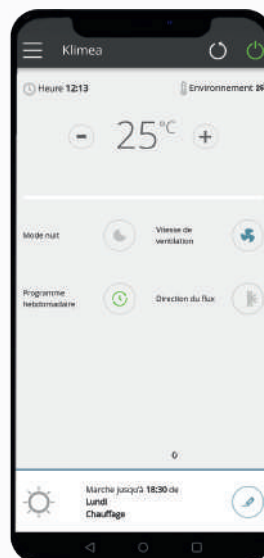 Klimea
Heure 12:13 Environnement 26
- 25°C +
Mode nuit
Vitesse de
ventilation
Programme
hebdomadaire
Direction du flux
Marche jusqu'à 18:30 de
Lundi
Chauffage